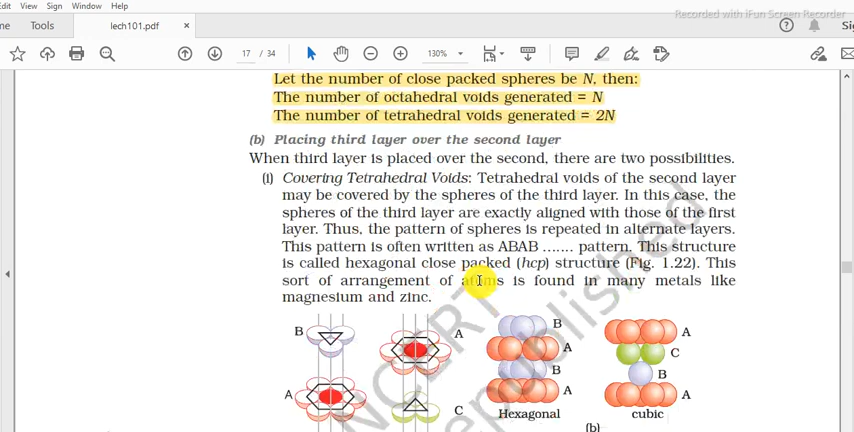 Edit View Sign Window Help
Recorded with iFun Screen Recorder
Tools lech101.pdf ×
17 / 34 130%
Let the number of close packed spheres be N, then:
The number of octahedral voids generated = N
The number of tetrahedral voids generated = 2N
(b) Placing third layer over the second layer
When third layer is placed over the second, there are two possibilities.
(i) Covering Tetrahedral Voids: Tetrahedral voids of the second layer
may be covered by the spheres of the third layer. In this case, the
spheres of the third layer are exactly aligned with those of the first
layer. Thus, the pattern of spheres is repeated in alternate layers.
This pattern is often written as ABAB ....... pattern. This structure
is called hexagonal close packed (hcp) structure (Fig. 1.22). This
sort of arrangement of atoms is found in many metals like
magnesium and zinc.
B A B A
A C
B B
A C A A
Hexagonal cubic
(b)
NCERT
republished